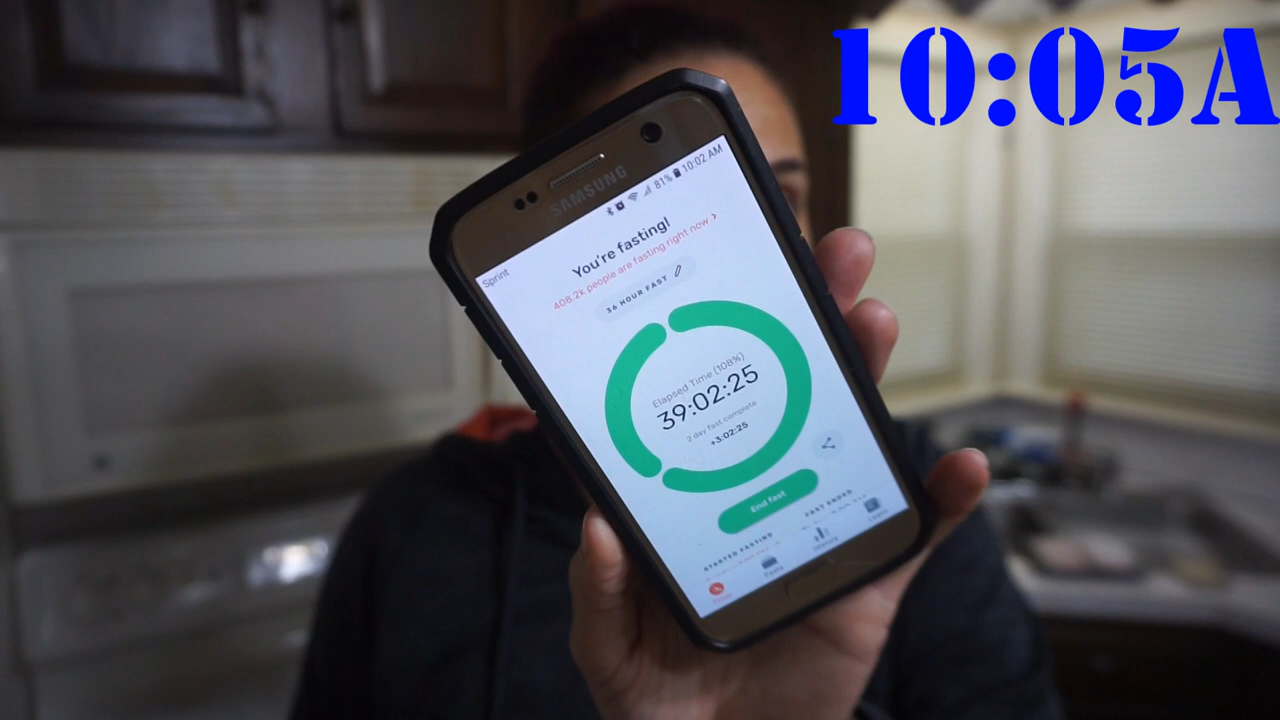 10:05A
SAMSUNG
Sprint 81% 10:02 AM
You're fasting!
408.2k people are fasting right now >
36 HOUR FAST
Elapsed Time (108%)
39:02:25
2 day fast complete
+3:02:25
End fast
STARTED FASTING
FAST ENDED